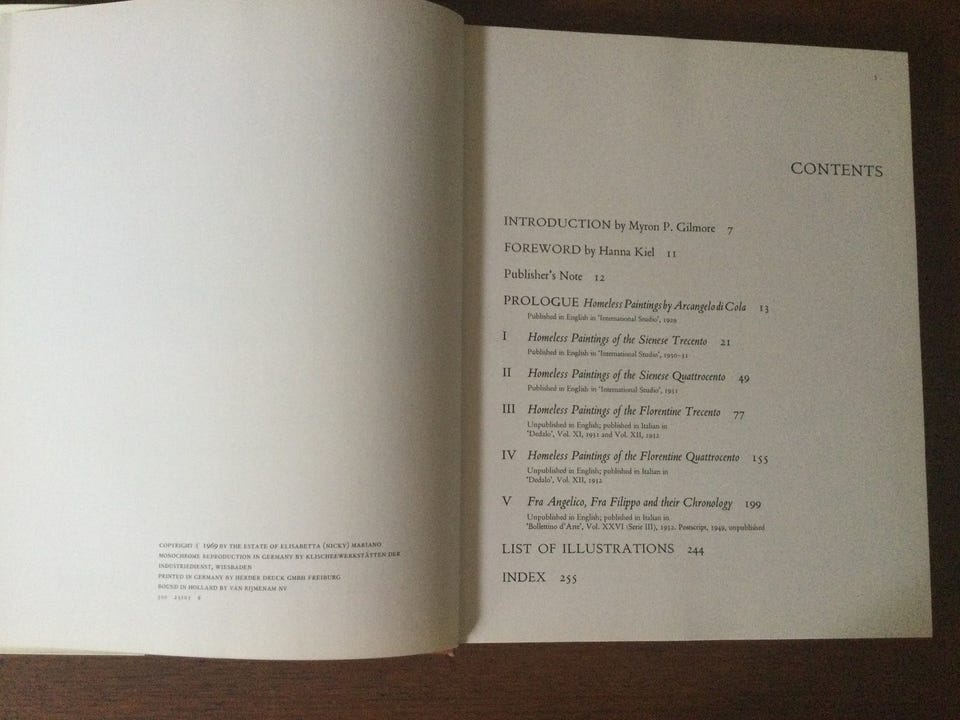 COPYRIGHT © 1969 BY THE ESTATE OF ELISABETTA (NICKY) MARIANO
MONOCHROME REPRODUCTION IN GERMANY BY KLISCHEEWERKSTÄTTEN DER
INDUSTRIEDIENST, WIESBADEN
PRINTED IN GERMANY BY HERDER DRUCK GMBH FREIBURG
BOUND IN HOLLAND BY VAN RIJMENAM NV
5
CONTENTS
INTRODUCTION by Myron P. Gilmore 7
FOREWORD by Hanna Kiel 11
Publisher's Note 12
PROLOGUE Homeless Paintings by Arcangelo di Cola 13
Published in English in 'International Studio', 1929
I Homeless Paintings of the Sienese Trecento 21
Published in English in 'International Studio', 1930-31
II Homeless Paintings of the Sienese Quattrocento 49
Published in English in 'International Studio', 1931
III Homeless Paintings of the Florentine Trecento 77
Unpublished in English; published in Italian in
'Dedalo', Vol. XI, 1931 and Vol. XII, 1932
IV Homeless Paintings of the Florentine Quattrocento 155
Unpublished in English; published in Italian in
'Dedalo', Vol. XII, 1932
V Fra Angelico, Fra Filippo and their Chronology 199
Unpublished in English; published in Italian in
'Bollettino d'Arte', Vol. XXVI (Serie III), 1932. Postscript, 1949, unpublished
LIST OF ILLUSTRATIONS 244
INDEX 255